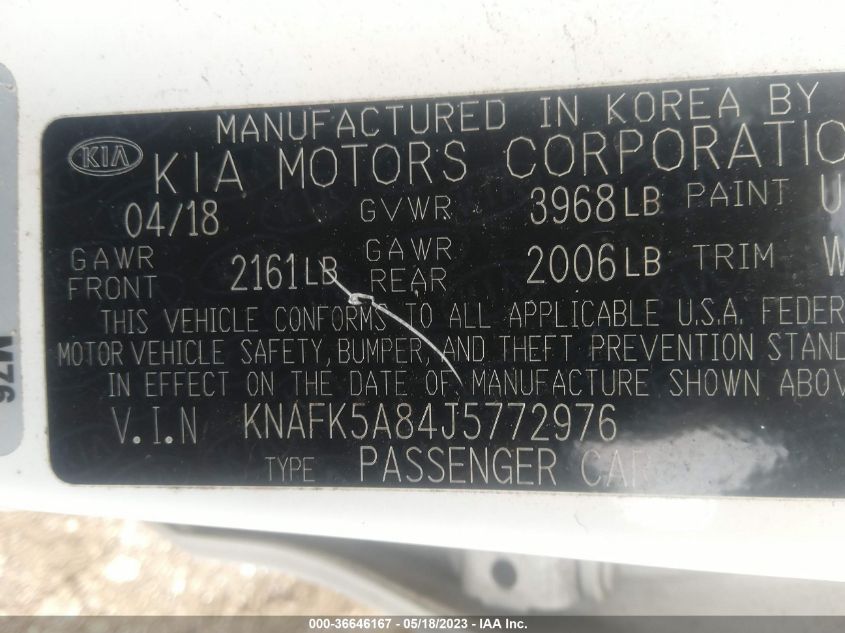 MANUFACTURED IN KOREA BY
KIA
KIA MOTORS CORPORATIO
04/18 GVWR 3968LB PAINT U
GAWR FRONT 2161LB GAWR REAR 2006LB TRIM W
THIS VEHICLE CONFORMS TO ALL APPLICABLE U.S.A. FEDER
MOTOR VEHICLE SAFETY, BUMPER, AND THEFT PREVENTION STAND
IN EFFECT ON THE DATE OF MANUFACTURE SHOWN ABOV
V.I.N KNAFK5A84J5772976
TYPE PASSENGER CAR
M76
000-36646167 - 05/18/2023 - IAA Inc.